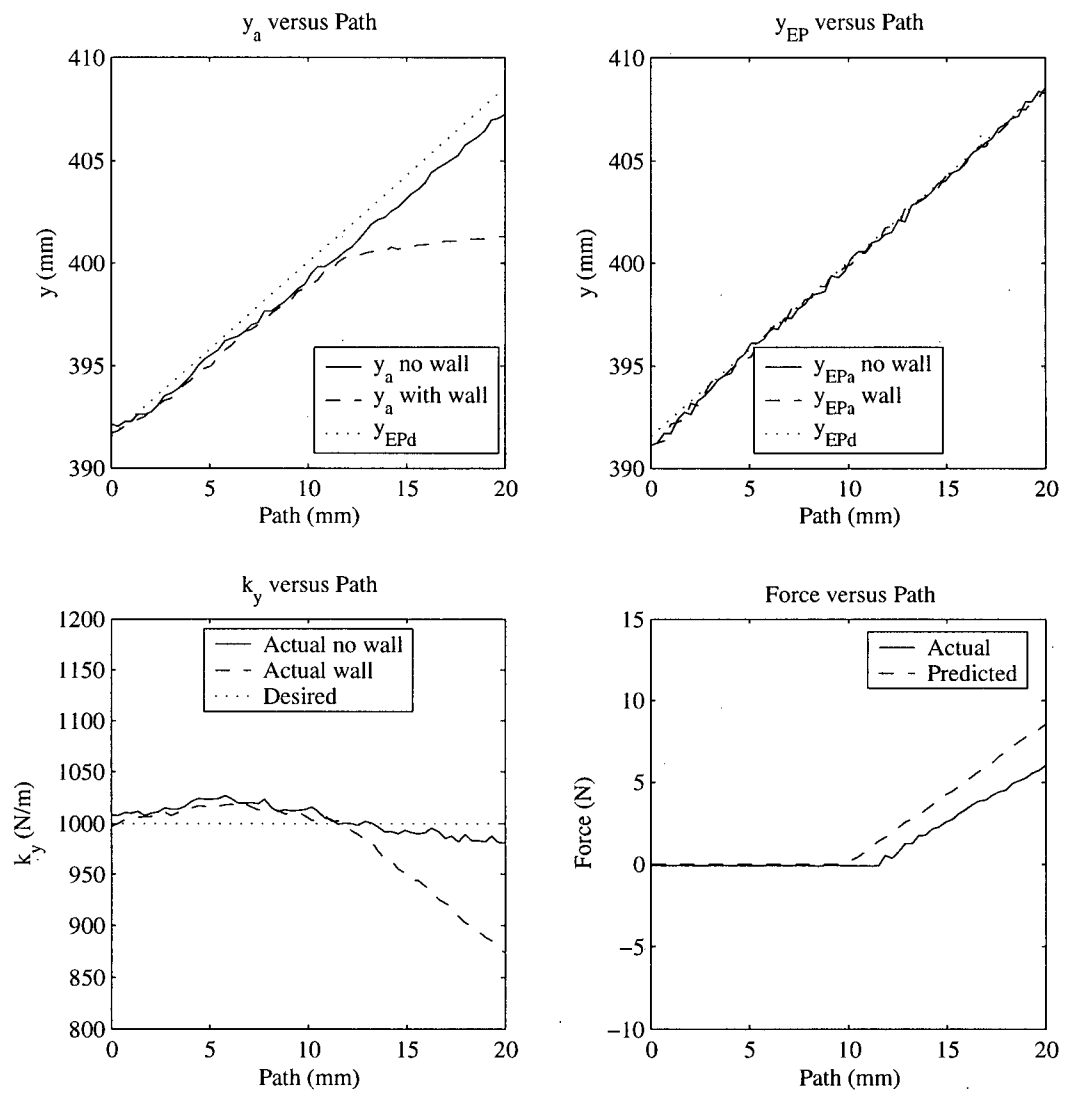 y_a versus Path
410
405
400
395
390
y (mm)
y_a no wall
y_a with wall
y_EPd
0 5 10 15 20
Path (mm)
y_EP versus Path
410
405
400
395
390
y (mm)
y_EPa no wall
y_EPa wall
y_EPd
0 5 10 15 20
Path (mm)
k_y versus Path
1200
1150
1100
1050
1000
950
900
850
800
k_y (N/m)
Actual no wall
Actual wall
Desired
0 5 10 15 20
Path (mm)
Force versus Path
15
10
5
0
−5
−10
Force (N)
Actual
Predicted
0 5 10 15 20
Path (mm)